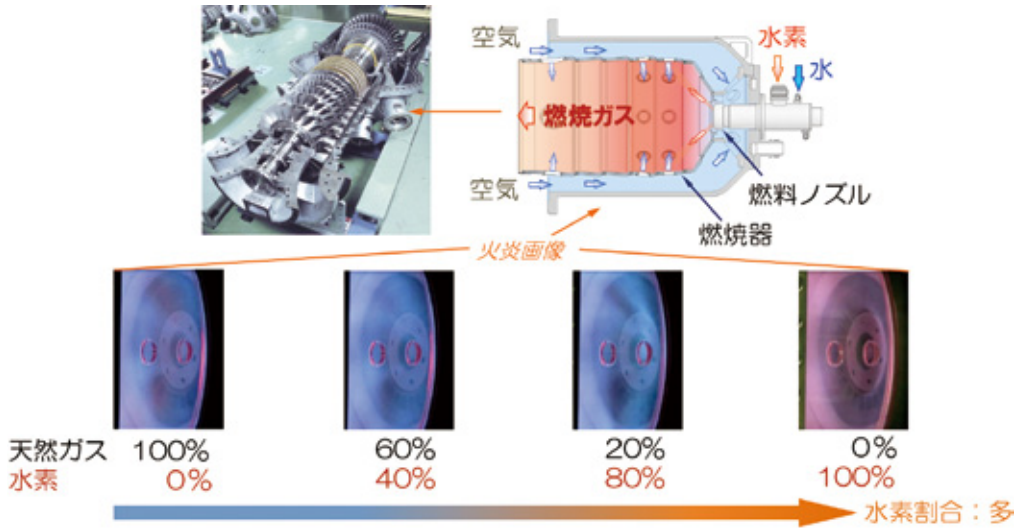 空気
水素
水
燃焼ガス
空気
燃料ノズル
燃焼器
火炎画像
天然ガス 100% 60% 20% 0%
水素 0% 40% 80% 100%
水素割合：多